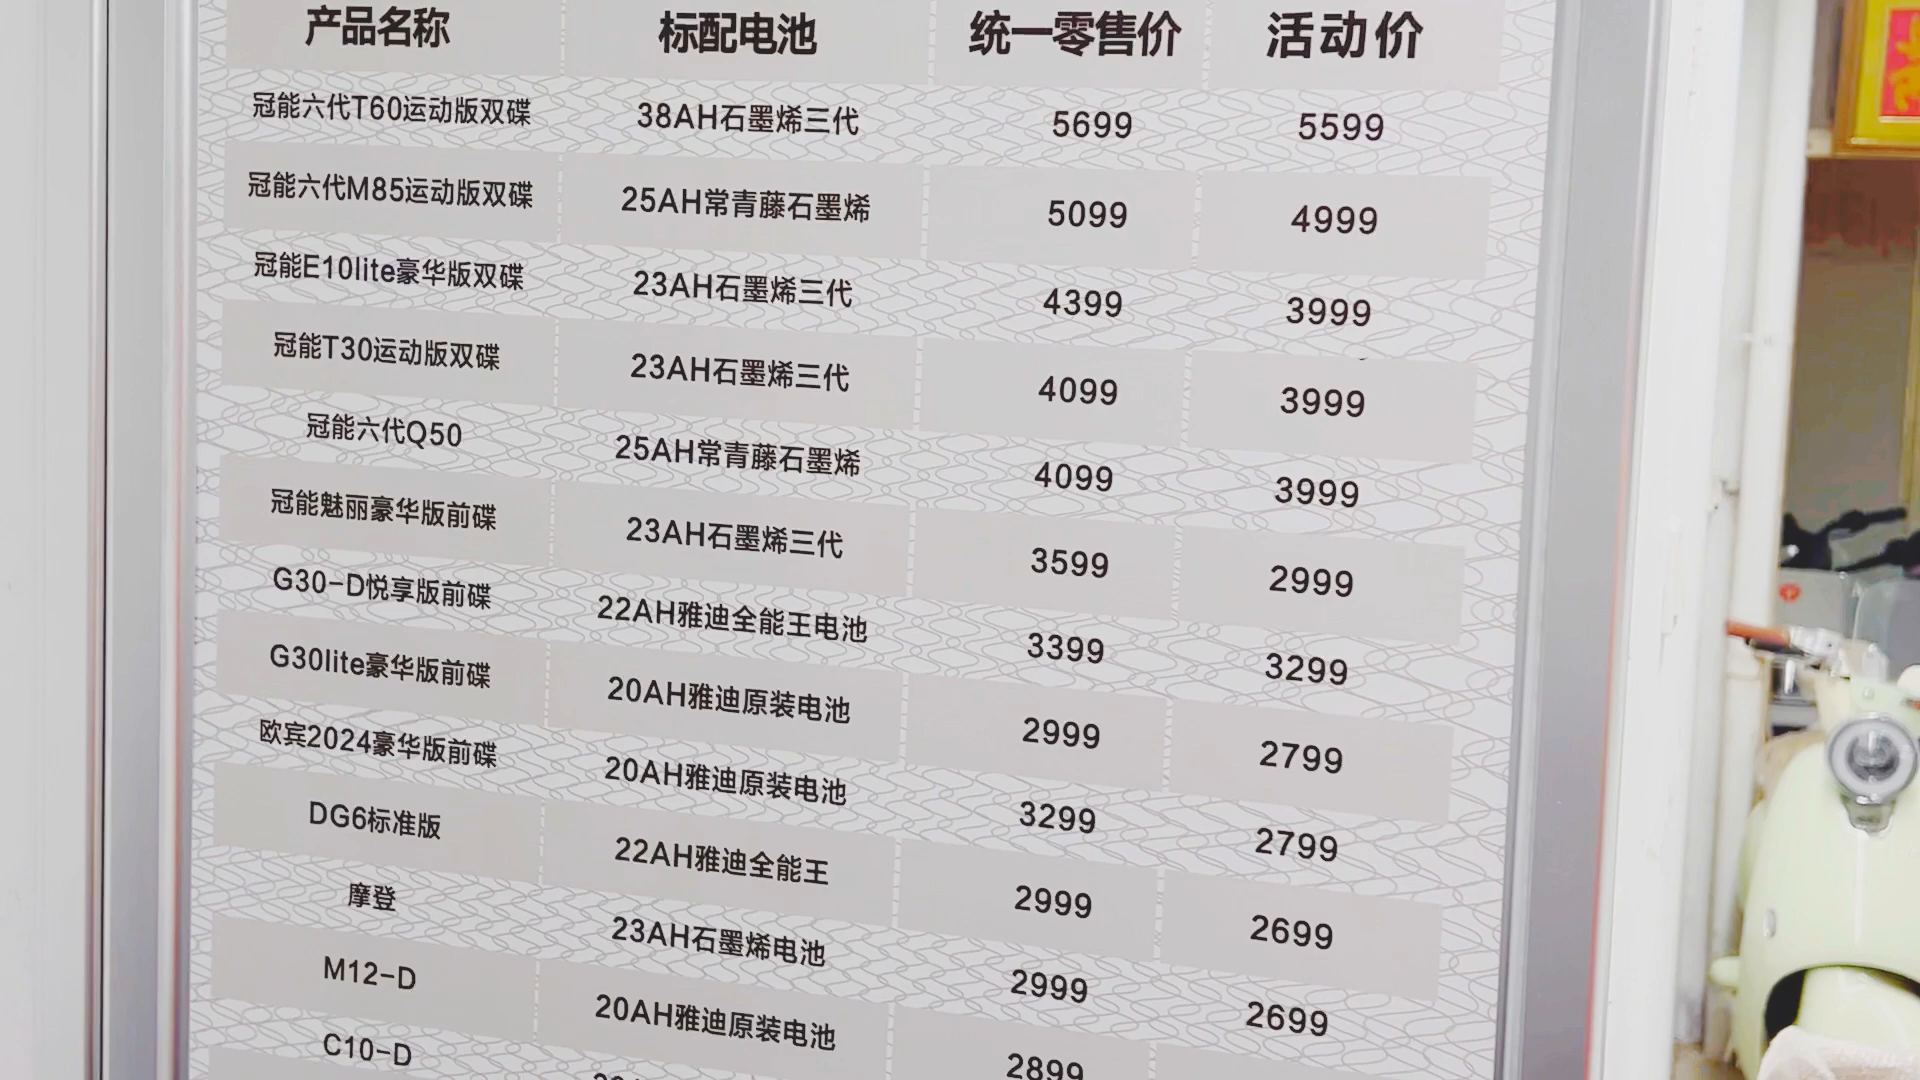 产品名称 标配电池 统一零售价 活动价
冠能六代T60运动版双碟 38AH石墨烯三代 5699 5599
冠能六代M85运动版双碟 25AH常青藤石墨烯 5099 4999
冠能E10lite豪华版双碟 23AH石墨烯三代 4399 3999
冠能T30运动版双碟 23AH石墨烯三代 4099 3999
冠能六代Q50 25AH常青藤石墨烯 4099 3999
冠能魅丽豪华版前碟 23AH石墨烯三代 3599 2999
G30-D悦享版前碟 22AH雅迪全能王电池 3399 3299
G30lite豪华版前碟 20AH雅迪原装电池 2999 2799
欧宾2024豪华版前碟 20AH雅迪原装电池 3299 2799
DG6标准版 22AH雅迪全能王 2999 2699
摩登 23AH石墨烯电池 2999 2699
M12-D 20AH雅迪原装电池 2899
C10-D